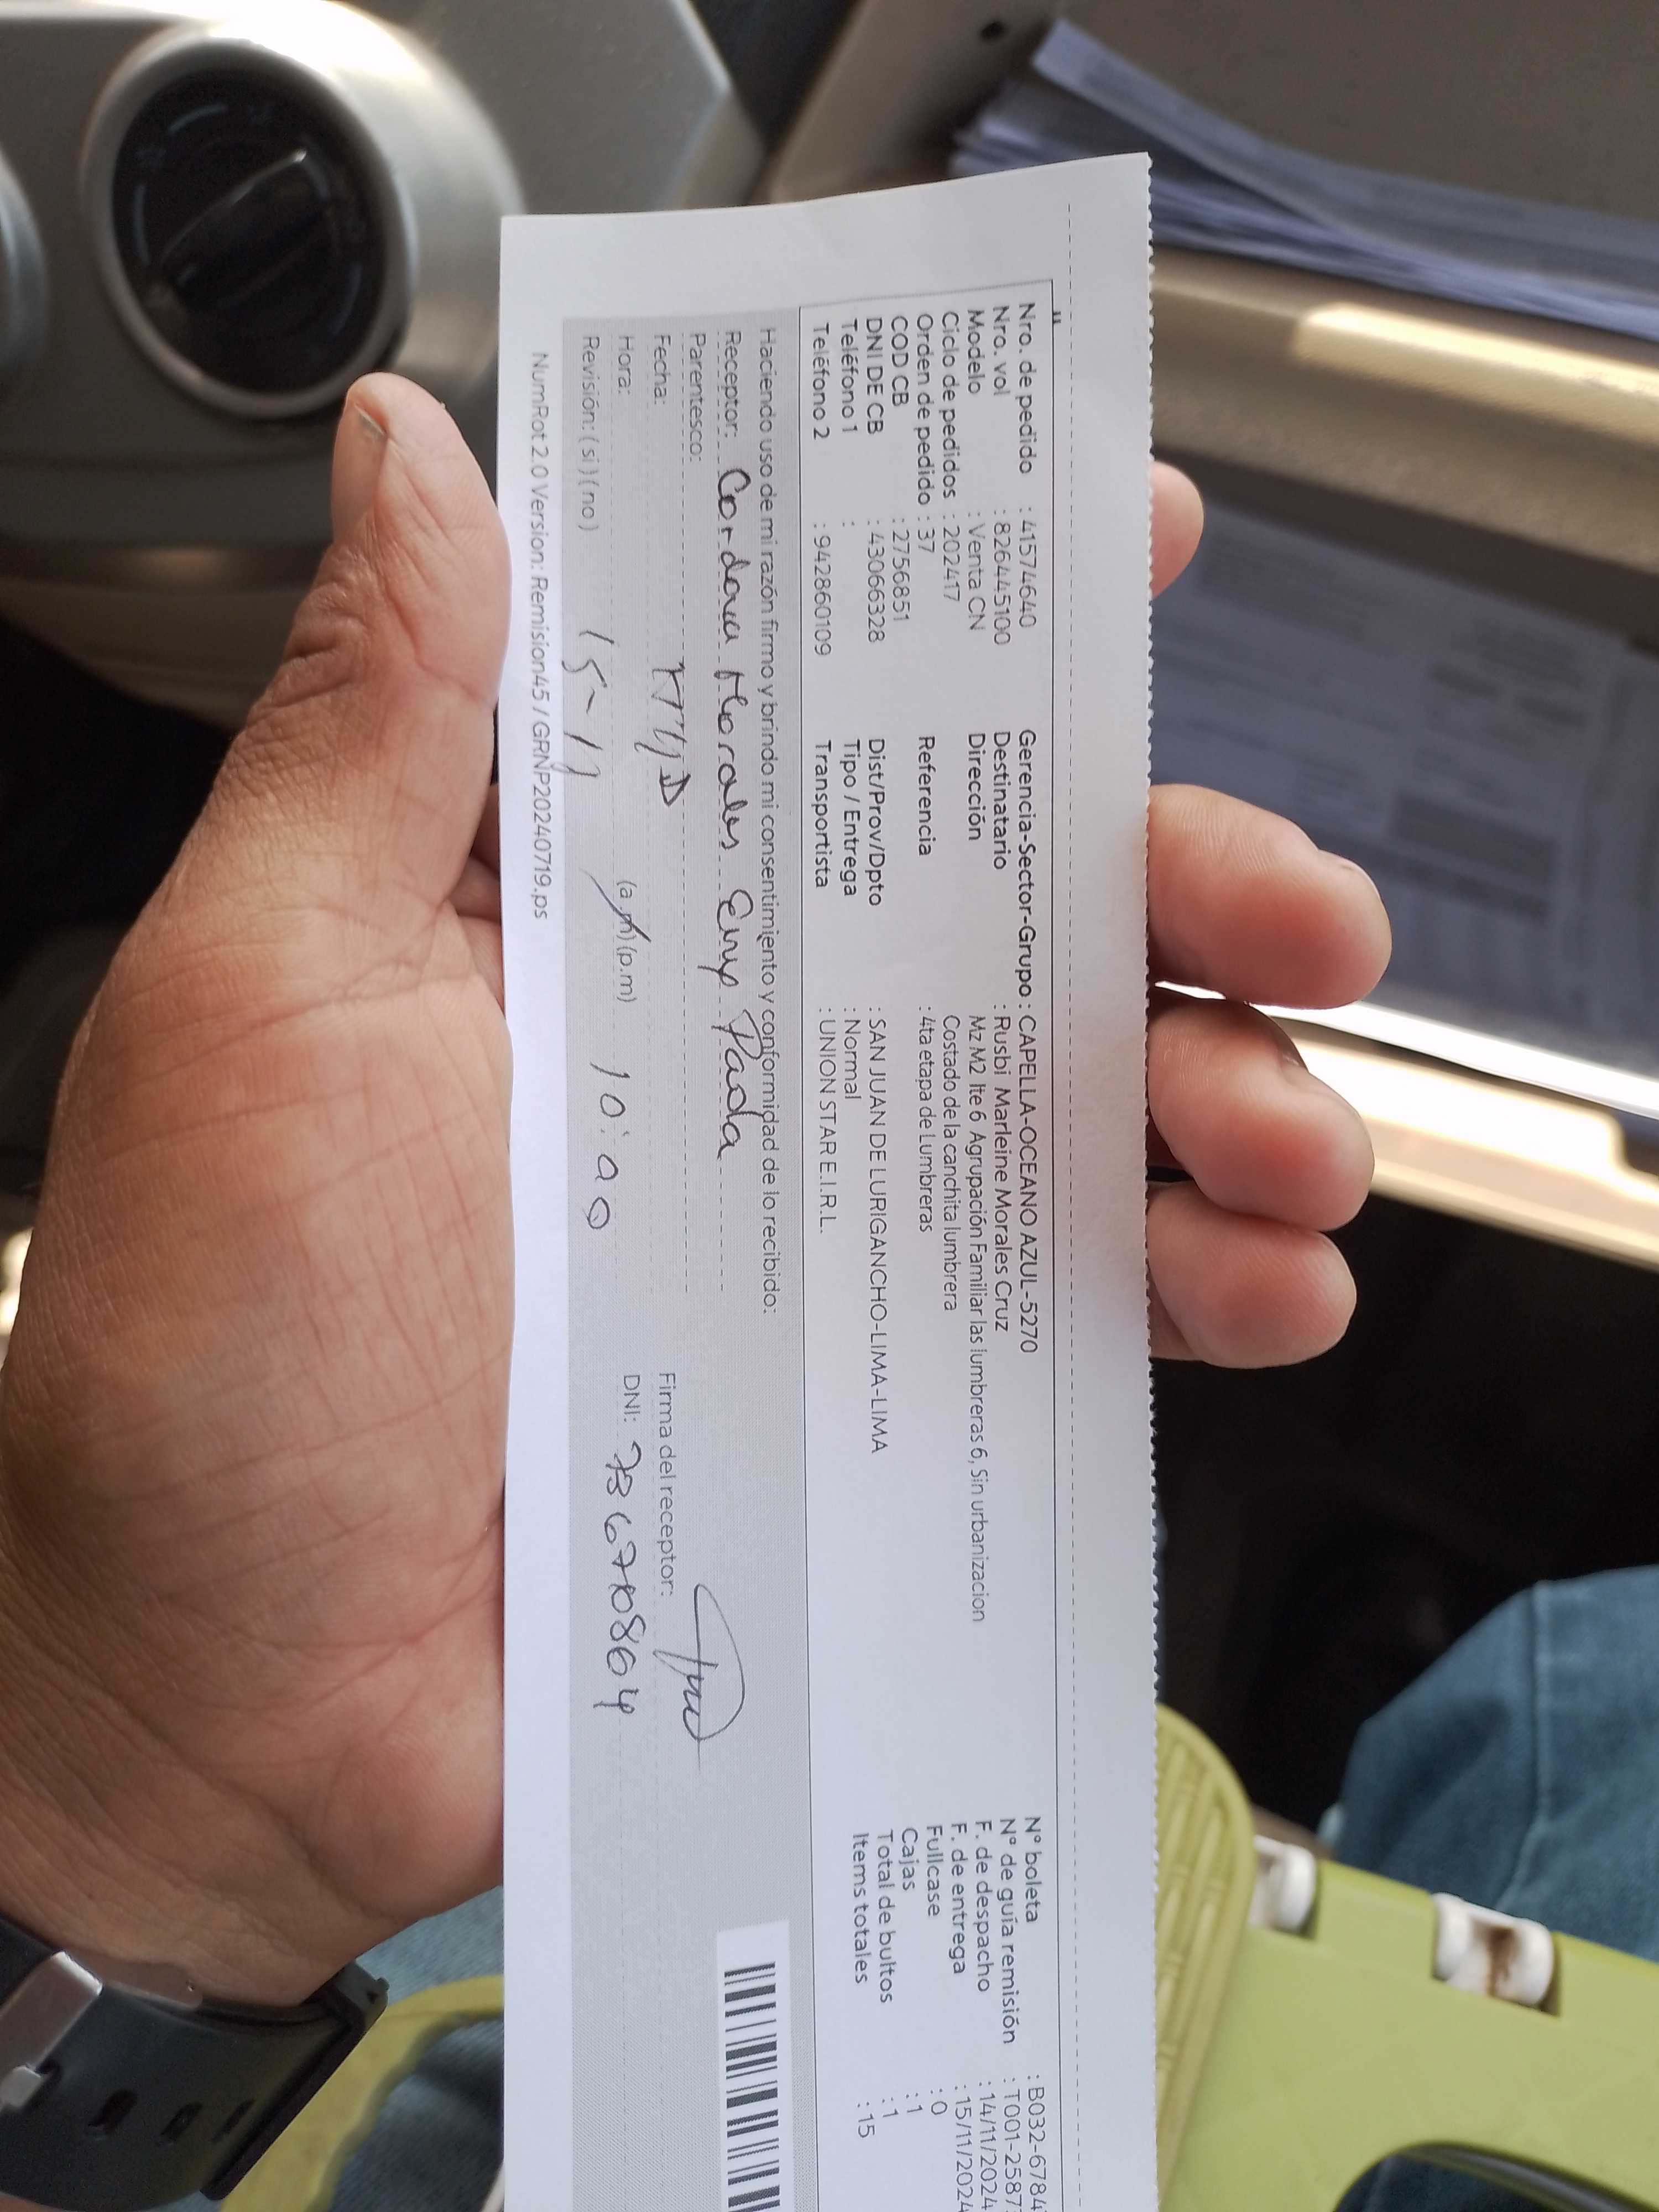 Nro. de pedido : 41574640
Nro. vol : 826445100
Modelo : Venta CN
Ciclo de pedidos : 202417
Orden de pedido : 37
COD CB : 2756851
DNI DE CB : 43066328
Teléfono 1 :
Teléfono 2 : 942860109
Gerencia-Sector-Grupo : CAPELLA-OCEANO AZUL-5270
Destinatario : Rusbi Marleine Morales Cruz
Dirección Mz M2 lte 6 Agrupación Familiar las lumbreras 6, Sin urbanizacion
Costado de la canchita lumbrera
Referencia : 4ta etapa de Lumbreras
Dist/Prov/Dpto : SAN JUAN DE LURIGANCHO-LIMA-LIMA
Tipo / Entrega : Normal
Transportista : UNION STAR E.I.R.L.
N° boleta : B032-6784
N° de guía remisión : T001-2587
F. de despacho : 14/11/2024
F. de entrega : 15/11/2024
Fullcase : 0
Cajas : 1
Total de bultos : 1
Items totales : 15
Haciendo uso de mi razón firmo y brindo mi consentimiento y conformidad de lo recibido:
Receptor: Morales
Parentesco:
Fecha: 15-11
Hora: (a.m) (p.m)
Revisión: ( si ) ( no )
Firma del receptor:
DNI:
NumRot 2.0 Version: Remision45 / GRNP20240719.ps